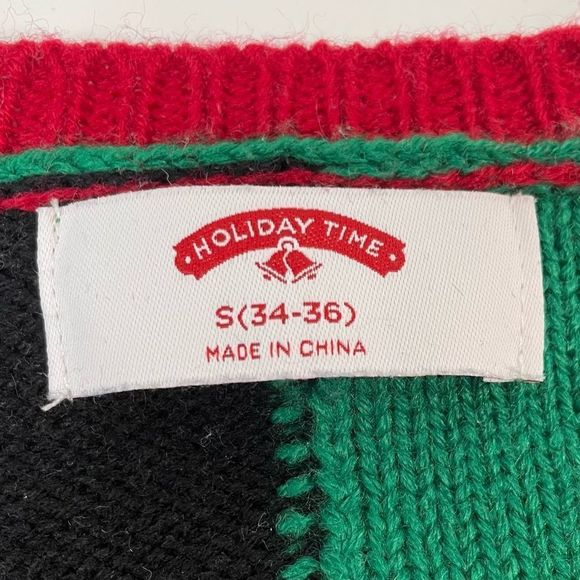 · HOLIDAY TIME ·
S(34-36)
MADE IN CHINA